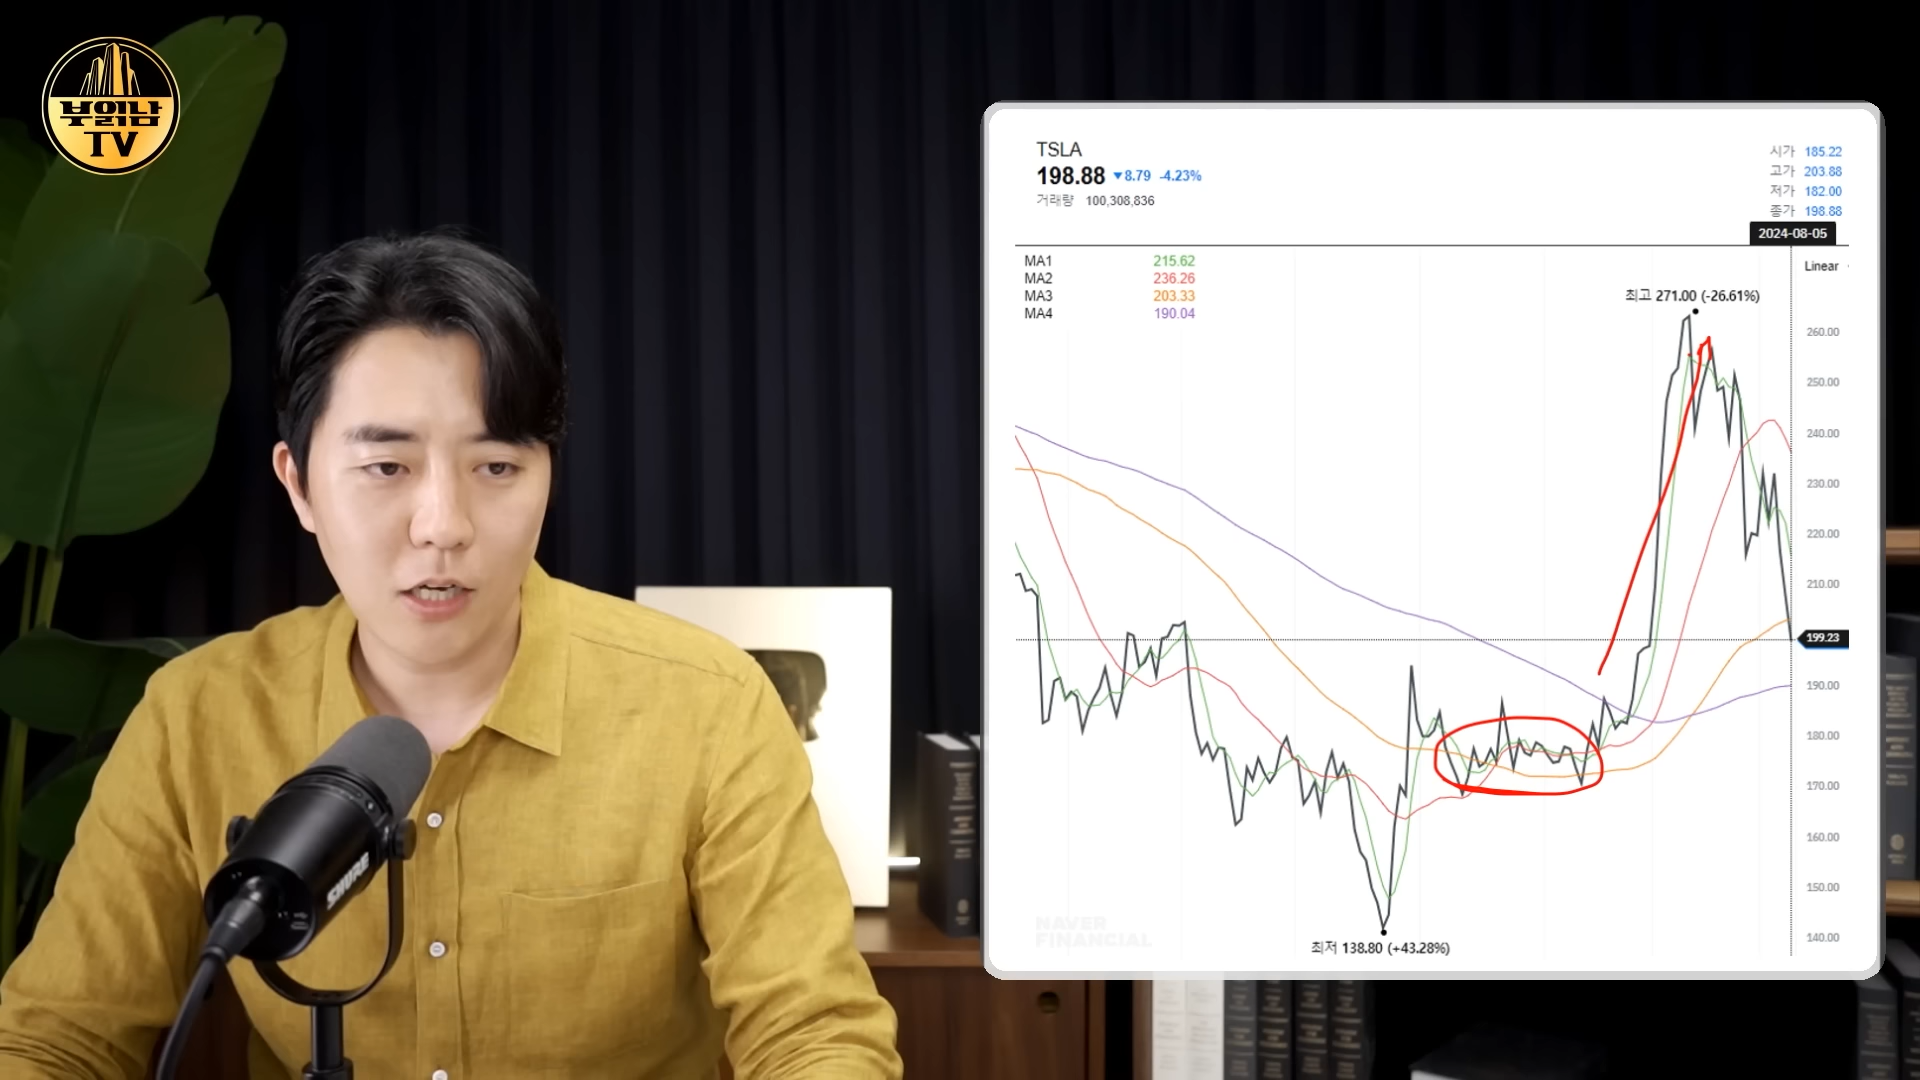 부읽남
TV
TSLA
198.88 ▼8.79 -4.23%
거래량 100,308,836
시가 185.22
고가 203.88
저가 182.00
종가 198.88
2024-08-05
MA1 215.62
MA2 236.26
MA3 203.33
MA4 190.04
Linear
최고 271.00 (-26.61%)
260.00
250.00
240.00
230.00
220.00
210.00
199.23
190.00
180.00
170.00
160.00
150.00
140.00
최저 138.80 (+43.28%)
NAVER
FINANCIAL
SHURE